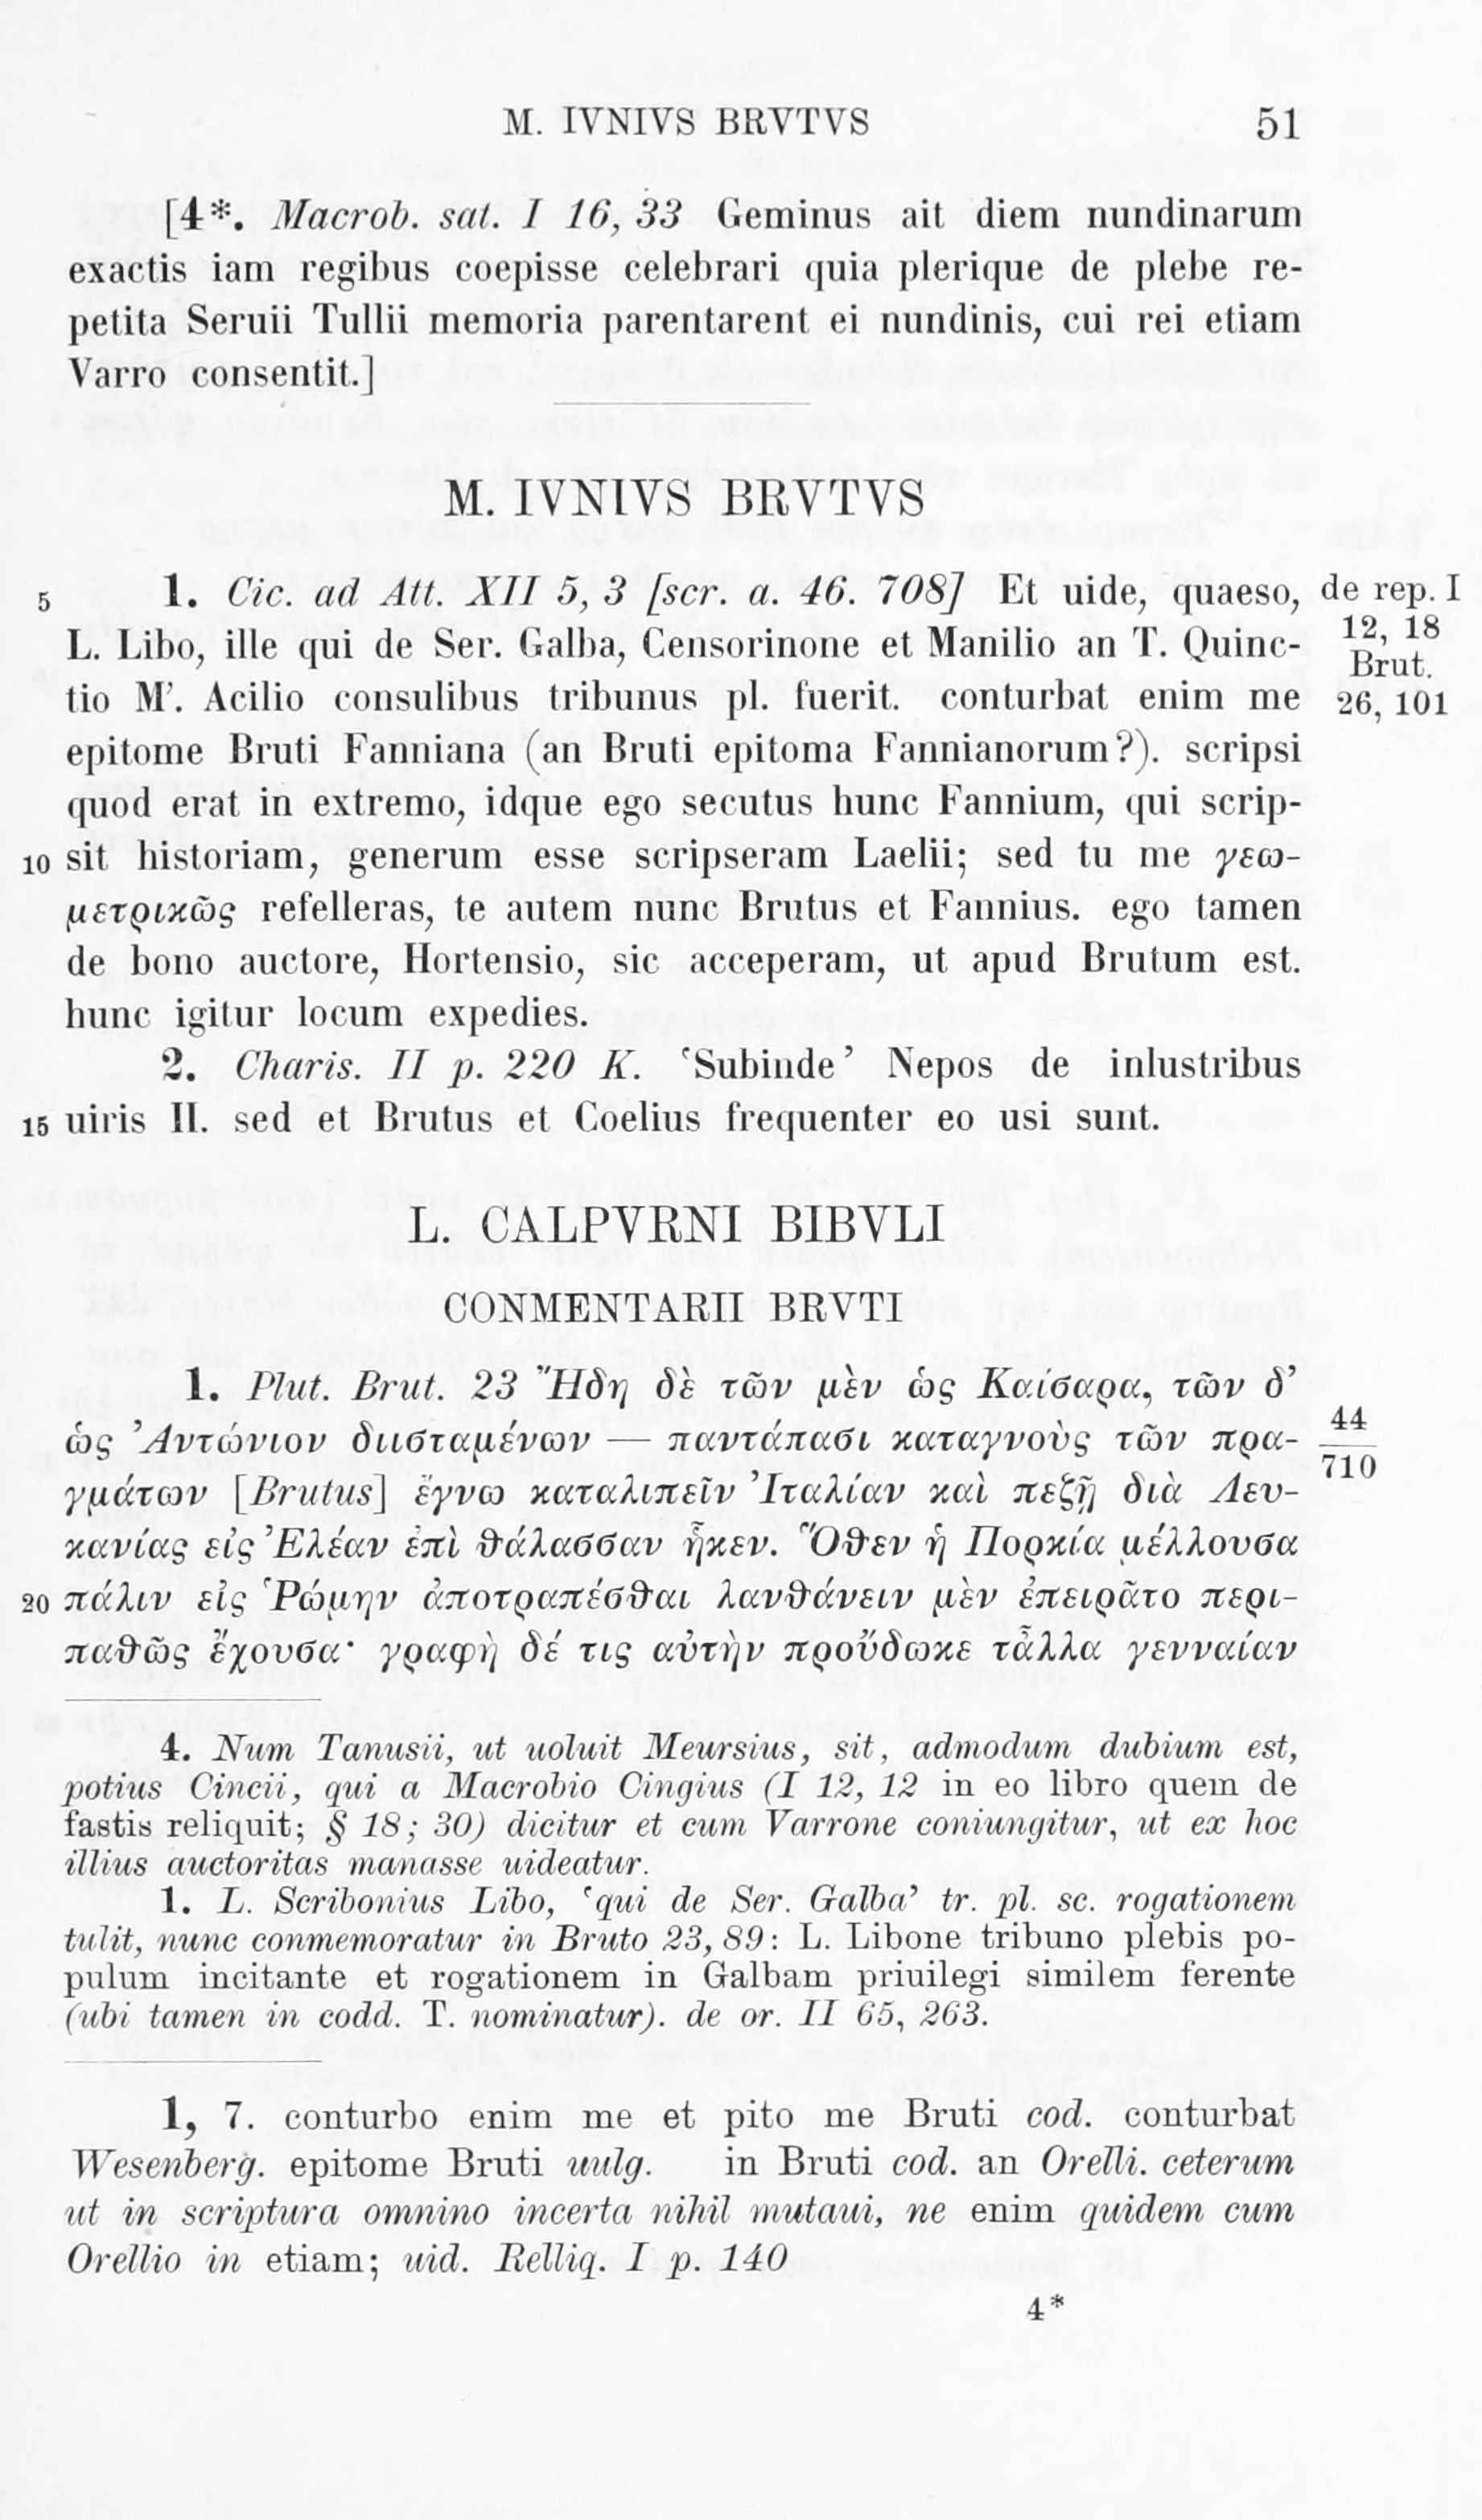 M. IVNIVS BRVTVS 51
[4*. Macrob. sat. I 16, 33 Geminus ait diem nundinarum
exactis iam regibus coepisse celebrari quia plerique de plebe re-
petita Seruii Tullii memoria parentarent ei nundinis, cui rei etiam
Varro consentit.]
M. IVNIVS BRVTVS
5 1. Cic. ad Att. XII 5, 3 [scr. a. 46. 708] Et uide, quaeso, de rep. I
L. Libo, ille qui de Ser. Galba, Censorinone et Manilio an T. Quinc- 12, 18
Brut.
tio M’. Acilio consulibus tribunus pl. fuerit. conturbat enim me 26, 101
epitome Bruti Fanniana (an Bruti epitoma Fannianorum?). scripsi
quod erat in extremo, idque ego secutus hunc Fannium, qui scrip-
10 sit historiam, generum esse scripseram Laelii; sed tu me γεω-
μετρικῶς refelleras, te autem nunc Brutus et Fannius. ego tamen
de bono auctore, Hortensio, sic acceperam, ut apud Brutum est.
hunc igitur locum expedies.
2. Charis. II p. 220 K. ‘Subinde’ Nepos de inlustribus
15 uiris II. sed et Brutus et Coelius frequenter eo usi sunt.
L. CALPVRNI BIBVLI
CONMENTARII BRVTI
1. Plut. Brut. 23 Ἤδη δὲ τῶν μὲν ὡς Καίσαρα, τῶν δ’
ὡς Ἀντώνιον διισταμένων — παντάπασι καταγνοὺς τῶν πρα- 44
γμάτων [Brutus] ἔγνω καταλιπεῖν Ἰταλίαν καὶ πεζῇ διὰ Λευ- 710
κανίας εἰς Ἐλέαν ἐπὶ θάλασσαν ἧκεν. Ὅθεν ἡ Πορκία μέλλουσα
20 πάλιν εἰς Ῥώμην ἀποτραπέσθαι λανθάνειν μὲν ἐπειρᾶτο περι-
παθῶς ἔχουσα· γραφὴ δέ τις αὐτὴν προὔδωκε τἆλλα γενναίαν
4. Num Tanusii, ut uoluit Meursius, sit, admodum dubium est,
potius Cincii, qui a Macrobio Cingius (I 12, 12 in eo libro quem de
fastis reliquit; § 18; 30) dicitur et cum Varrone coniungitur, ut ex hoc
illius auctoritas manasse uideatur.
1. L. Scribonius Libo, ‘qui de Ser. Galba’ tr. pl. sc. rogationem
tulit, nunc conmemoratur in Bruto 23, 89: L. Libone tribuno plebis po-
pulum incitante et rogationem in Galbam priuilegi similem ferente
(ubi tamen in codd. T. nominatur). de or. II 65, 263.
1, 7. conturbo enim me et pito me Bruti cod. conturbat
Wesenberg. epitome Bruti uulg. in Bruti cod. an Orelli. ceterum
ut in scriptura omnino incerta nihil mutaui, ne enim quidem cum
Orellio in etiam; uid. Relliq. I p. 140
4*